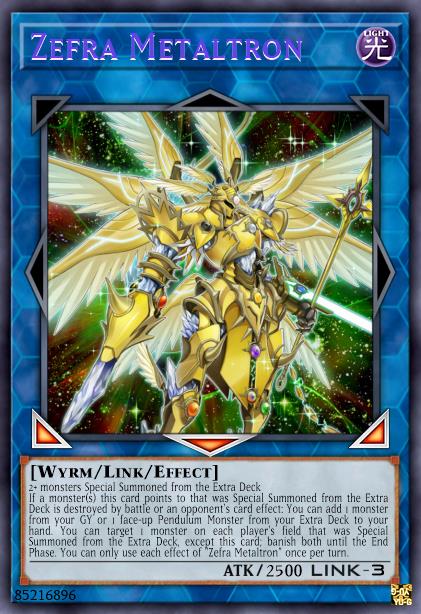 Zefra Metaltron
LIGHT
光
[Wyrm/Link/Effect]
2+ monsters Special Summoned from the Extra Deck
If a monster(s) this card points to that was Special Summoned from the Extra
Deck is destroyed by battle or an opponent's card effect: You can add 1 monster
from your GY or 1 face-up Pendulum Monster from your Extra Deck to your
hand. You can target 1 monster on each player's field that was Special
Summoned from the Extra Deck, except this card; banish both until the End
Phase. You can only use each effect of "Zefra Metaltron" once per turn.
ATK/2500 LINK-3
85216896